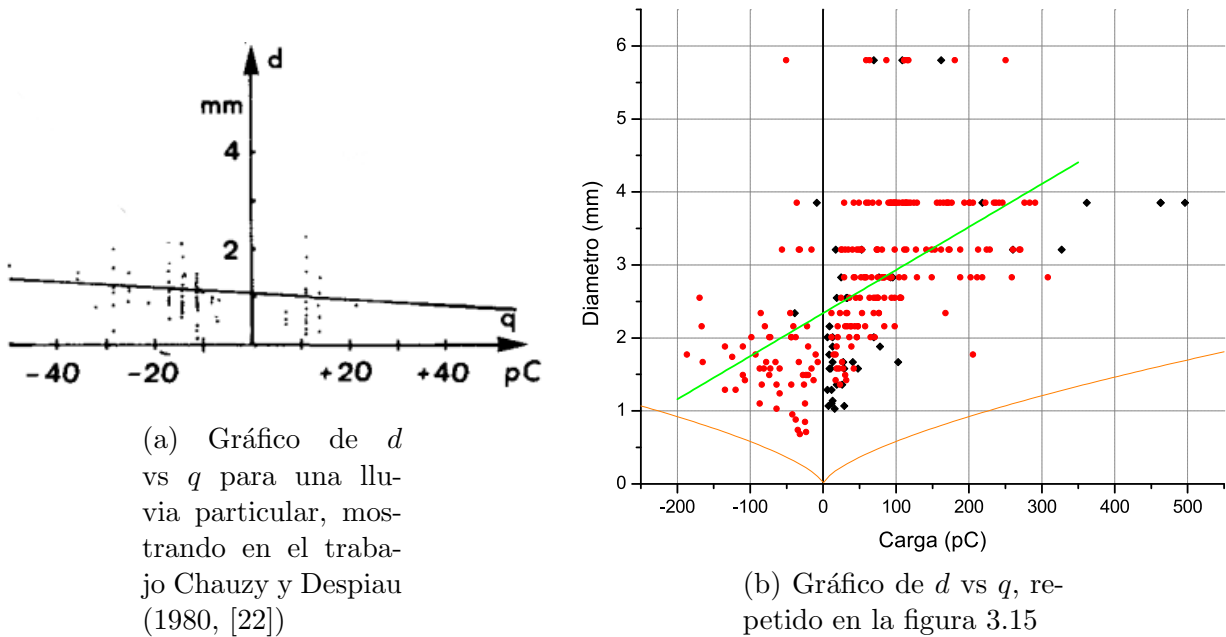 d
mm
4
2
q
-40
-20
+20
+40
pC
(a) Gráfico de d
vs q para una llu-
via particular, mos-
trando en el traba-
jo Chauzy y Despiau
(1980, [22])
6
5
4
3
2
1
0
Diametro (mm)
-200 -100 0 100 200 300 400 500
Carga (pC)
(b) Gráfico de d vs q, re-
petido en la figura 3.15